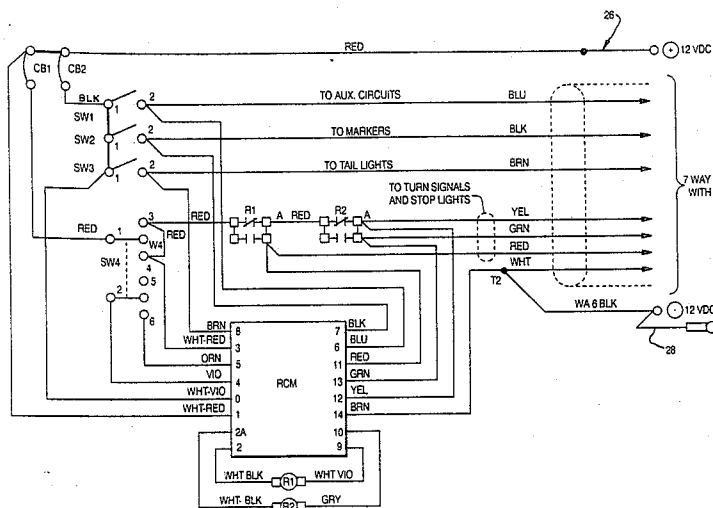 26
RED
12 VDC
CB1
CB2
BLK
1
2
TO AUX. CIRCUITS
BLU
SW1
SW2
1
2
TO MARKERS
BLK
SW3
1
2
TO TAIL LIGHTS
BRN
7 WAY
WITH
TO TURN SIGNALS
AND STOP LIGHTS
R1
R2
3
RED
A
RED
A
YEL
RED
1
W4
RED
GRN
RED
SW4
4
WHT
5
T2
2
6
WA 6 BLK
12 VDC
28
BRN
8
7
BLK
WHT-RED
3
6
BLU
ORN
5
11
RED
RCM
VIO
4
13
GRN
WHT-VIO
0
12
YEL
WHT-RED
1
14
BRN
2A
10
2
9
WHT BLK
R1
WHT VIO
WHT- BLK
R2
GRY